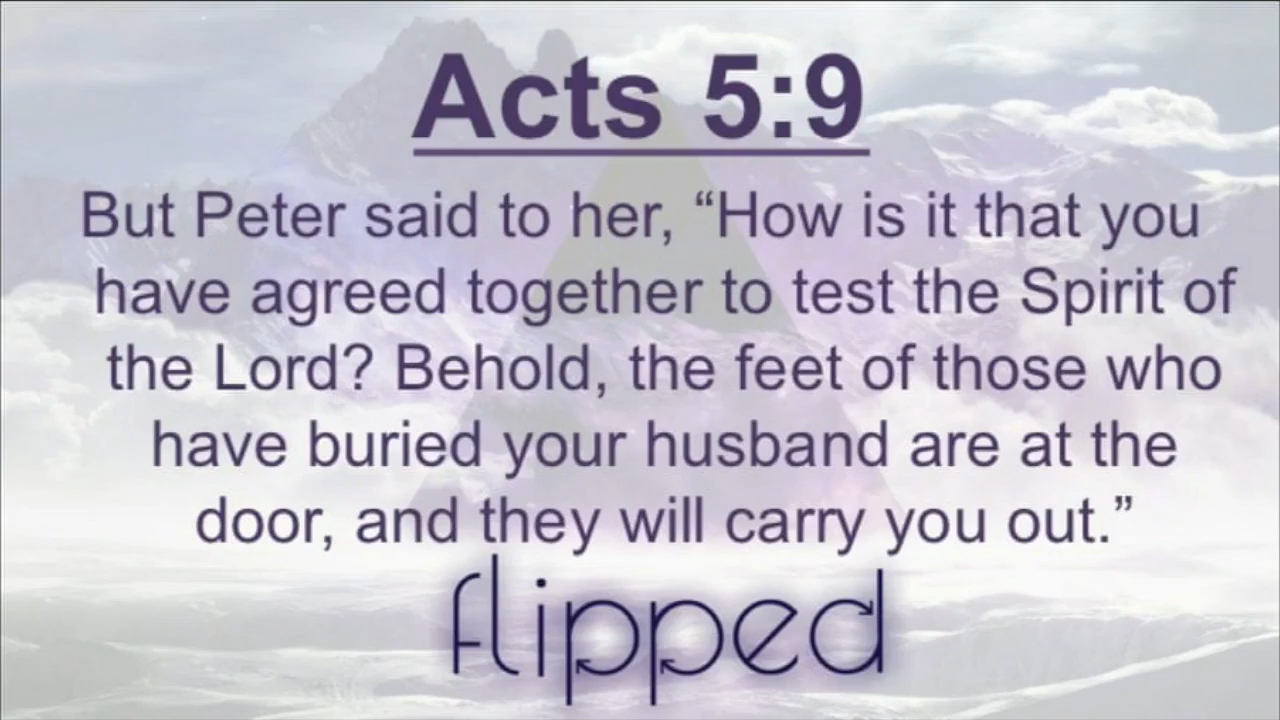 Acts 5:9
But Peter said to her, “How is it that you
have agreed together to test the Spirit of
the Lord? Behold, the feet of those who
have buried your husband are at the
door, and they will carry you out.”
flipped